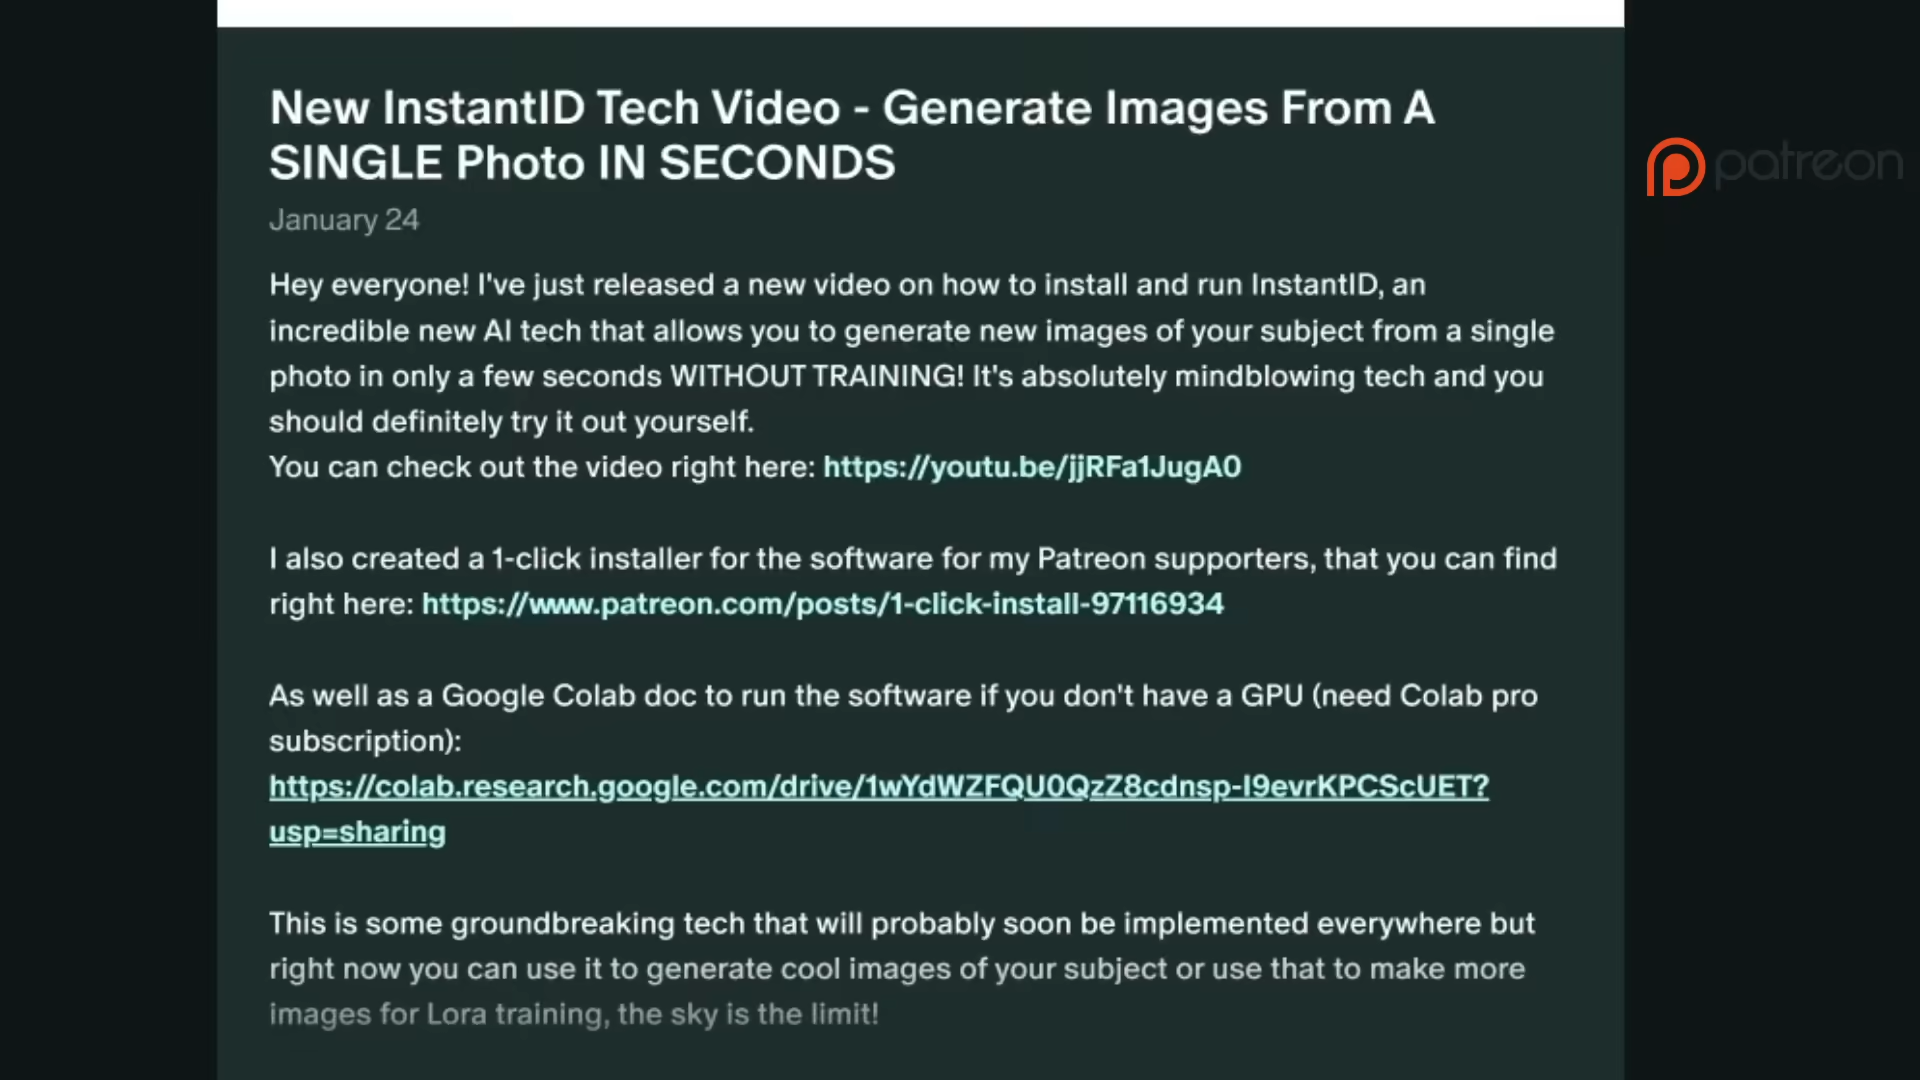 New InstantID Tech Video - Generate Images From A
SINGLE Photo IN SECONDS
January 24
Hey everyone! I've just released a new video on how to install and run InstantID, an
incredible new AI tech that allows you to generate new images of your subject from a single
photo in only a few seconds WITHOUT TRAINING! It's absolutely mindblowing tech and you
should definitely try it out yourself.
You can check out the video right here: https://youtu.be/jjRFa1JugA0
I also created a 1-click installer for the software for my Patreon supporters, that you can find
right here: https://www.patreon.com/posts/1-click-install-97116934
As well as a Google Colab doc to run the software if you don't have a GPU (need Colab pro
subscription):
https://colab.research.google.com/drive/1wYdWZFQU0QzZ8cdnsp-I9evrKPCScUET?
usp=sharing
This is some groundbreaking tech that will probably soon be implemented everywhere but
right now you can use it to generate cool images of your subject or use that to make more
images for Lora training, the sky is the limit!
patreon